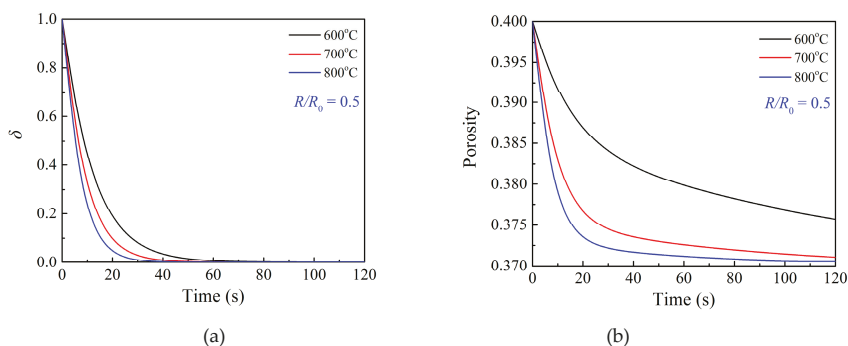 1.0
0.8
0.6
0.4
0.2
0.0
δ
0 20 40 60 80 100 120
Time (s)
600°C
700°C
800°C
R/R₀ = 0.5
(a)
0.400
0.395
0.390
0.385
0.380
0.375
0.370
Porosity
0 20 40 60 80 100 120
Time (s)
600°C
700°C
800°C
R/R₀ = 0.5
(b)